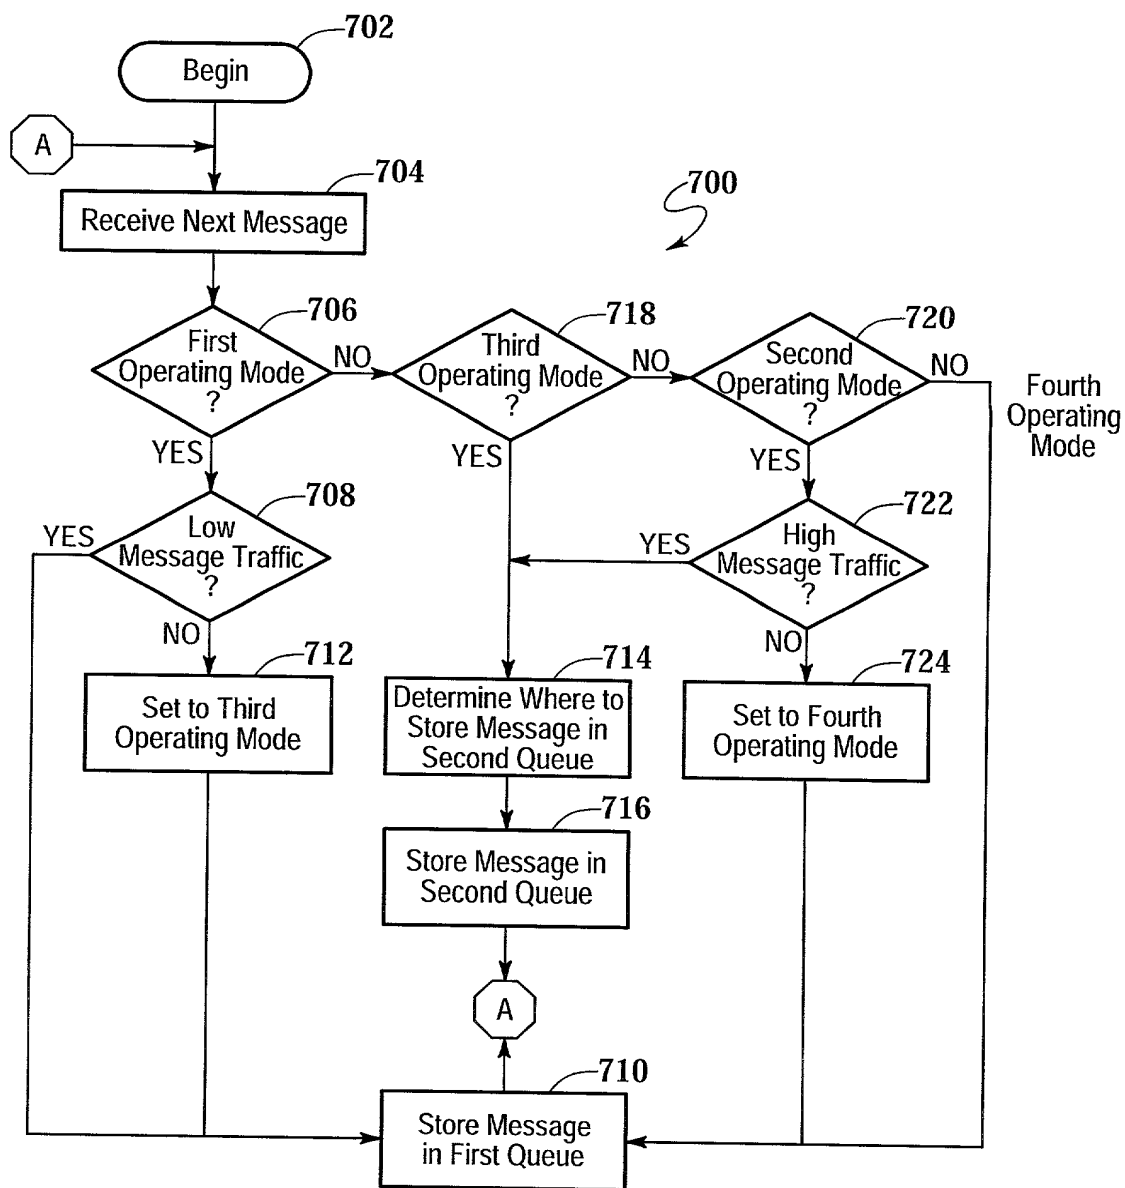 702
Begin
A
704
Receive Next Message
700
706
First
Operating Mode
?
NO
718
Third
Operating Mode
?
NO
720
Second
Operating Mode
?
NO
Fourth
Operating
Mode
YES
YES
YES
708
Low
Message Traffic
?
YES
NO
722
High
Message Traffic
?
YES
NO
712
Set to Third
Operating Mode
714
Determine Where to
Store Message in
Second Queue
724
Set to Fourth
Operating Mode
716
Store Message in
Second Queue
A
710
Store Message
in First Queue